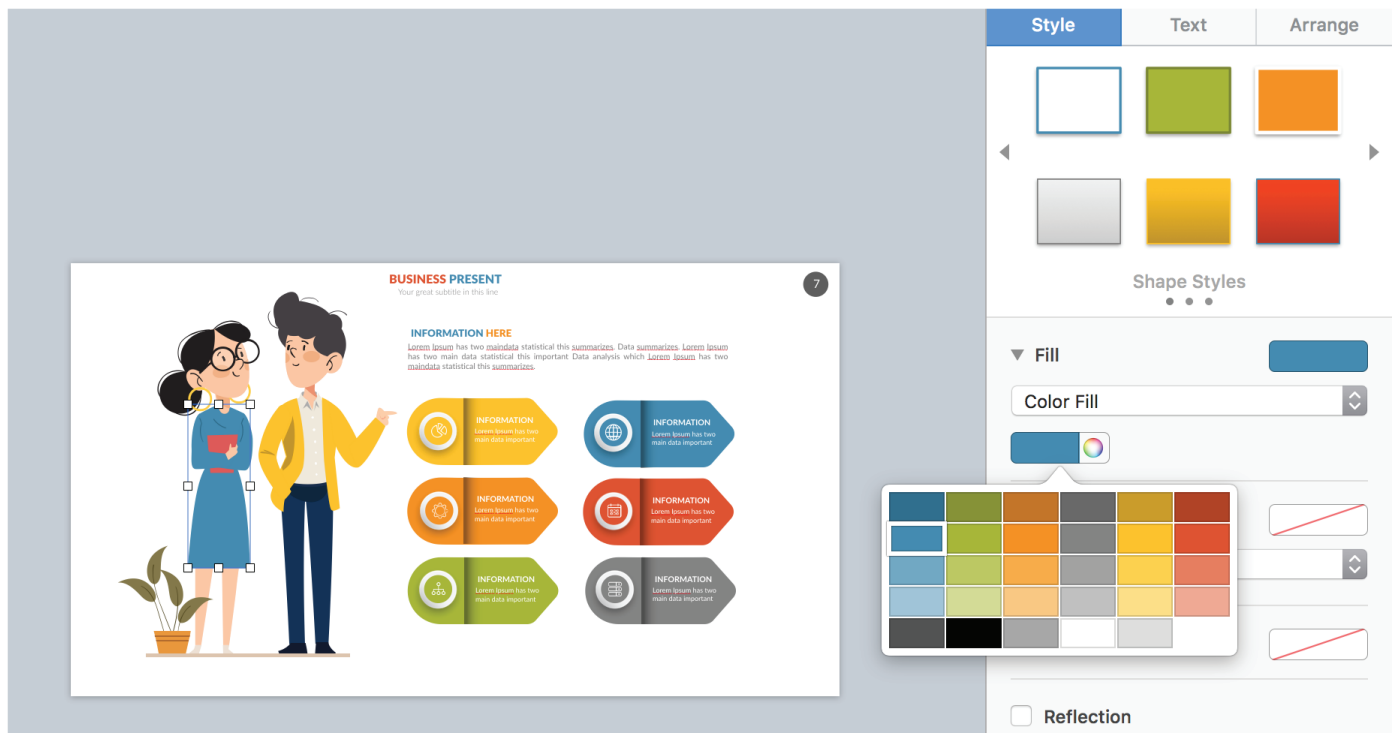 Style
Text
Arrange
Shape Styles
Fill
Color Fill
Reflection
BUSINESS PRESENT
Your great subtitle in this line
7
INFORMATION HERE
Lorem Ipsum has two maindata statistical this summarizes. Data summarizes. Lorem Ipsum
has two main data statistical this important Data analysis which Lorem Ipsum has two
maindata statistical this summarizes.
INFORMATION
Lorem Ipsum has two
main data important
INFORMATION
Lorem Ipsum has two
main data important
INFORMATION
Lorem Ipsum has two
main data important
INFORMATION
Lorem Ipsum has two
main data important
INFORMATION
Lorem Ipsum has two
main data important
INFORMATION
Lorem Ipsum has two
main data important